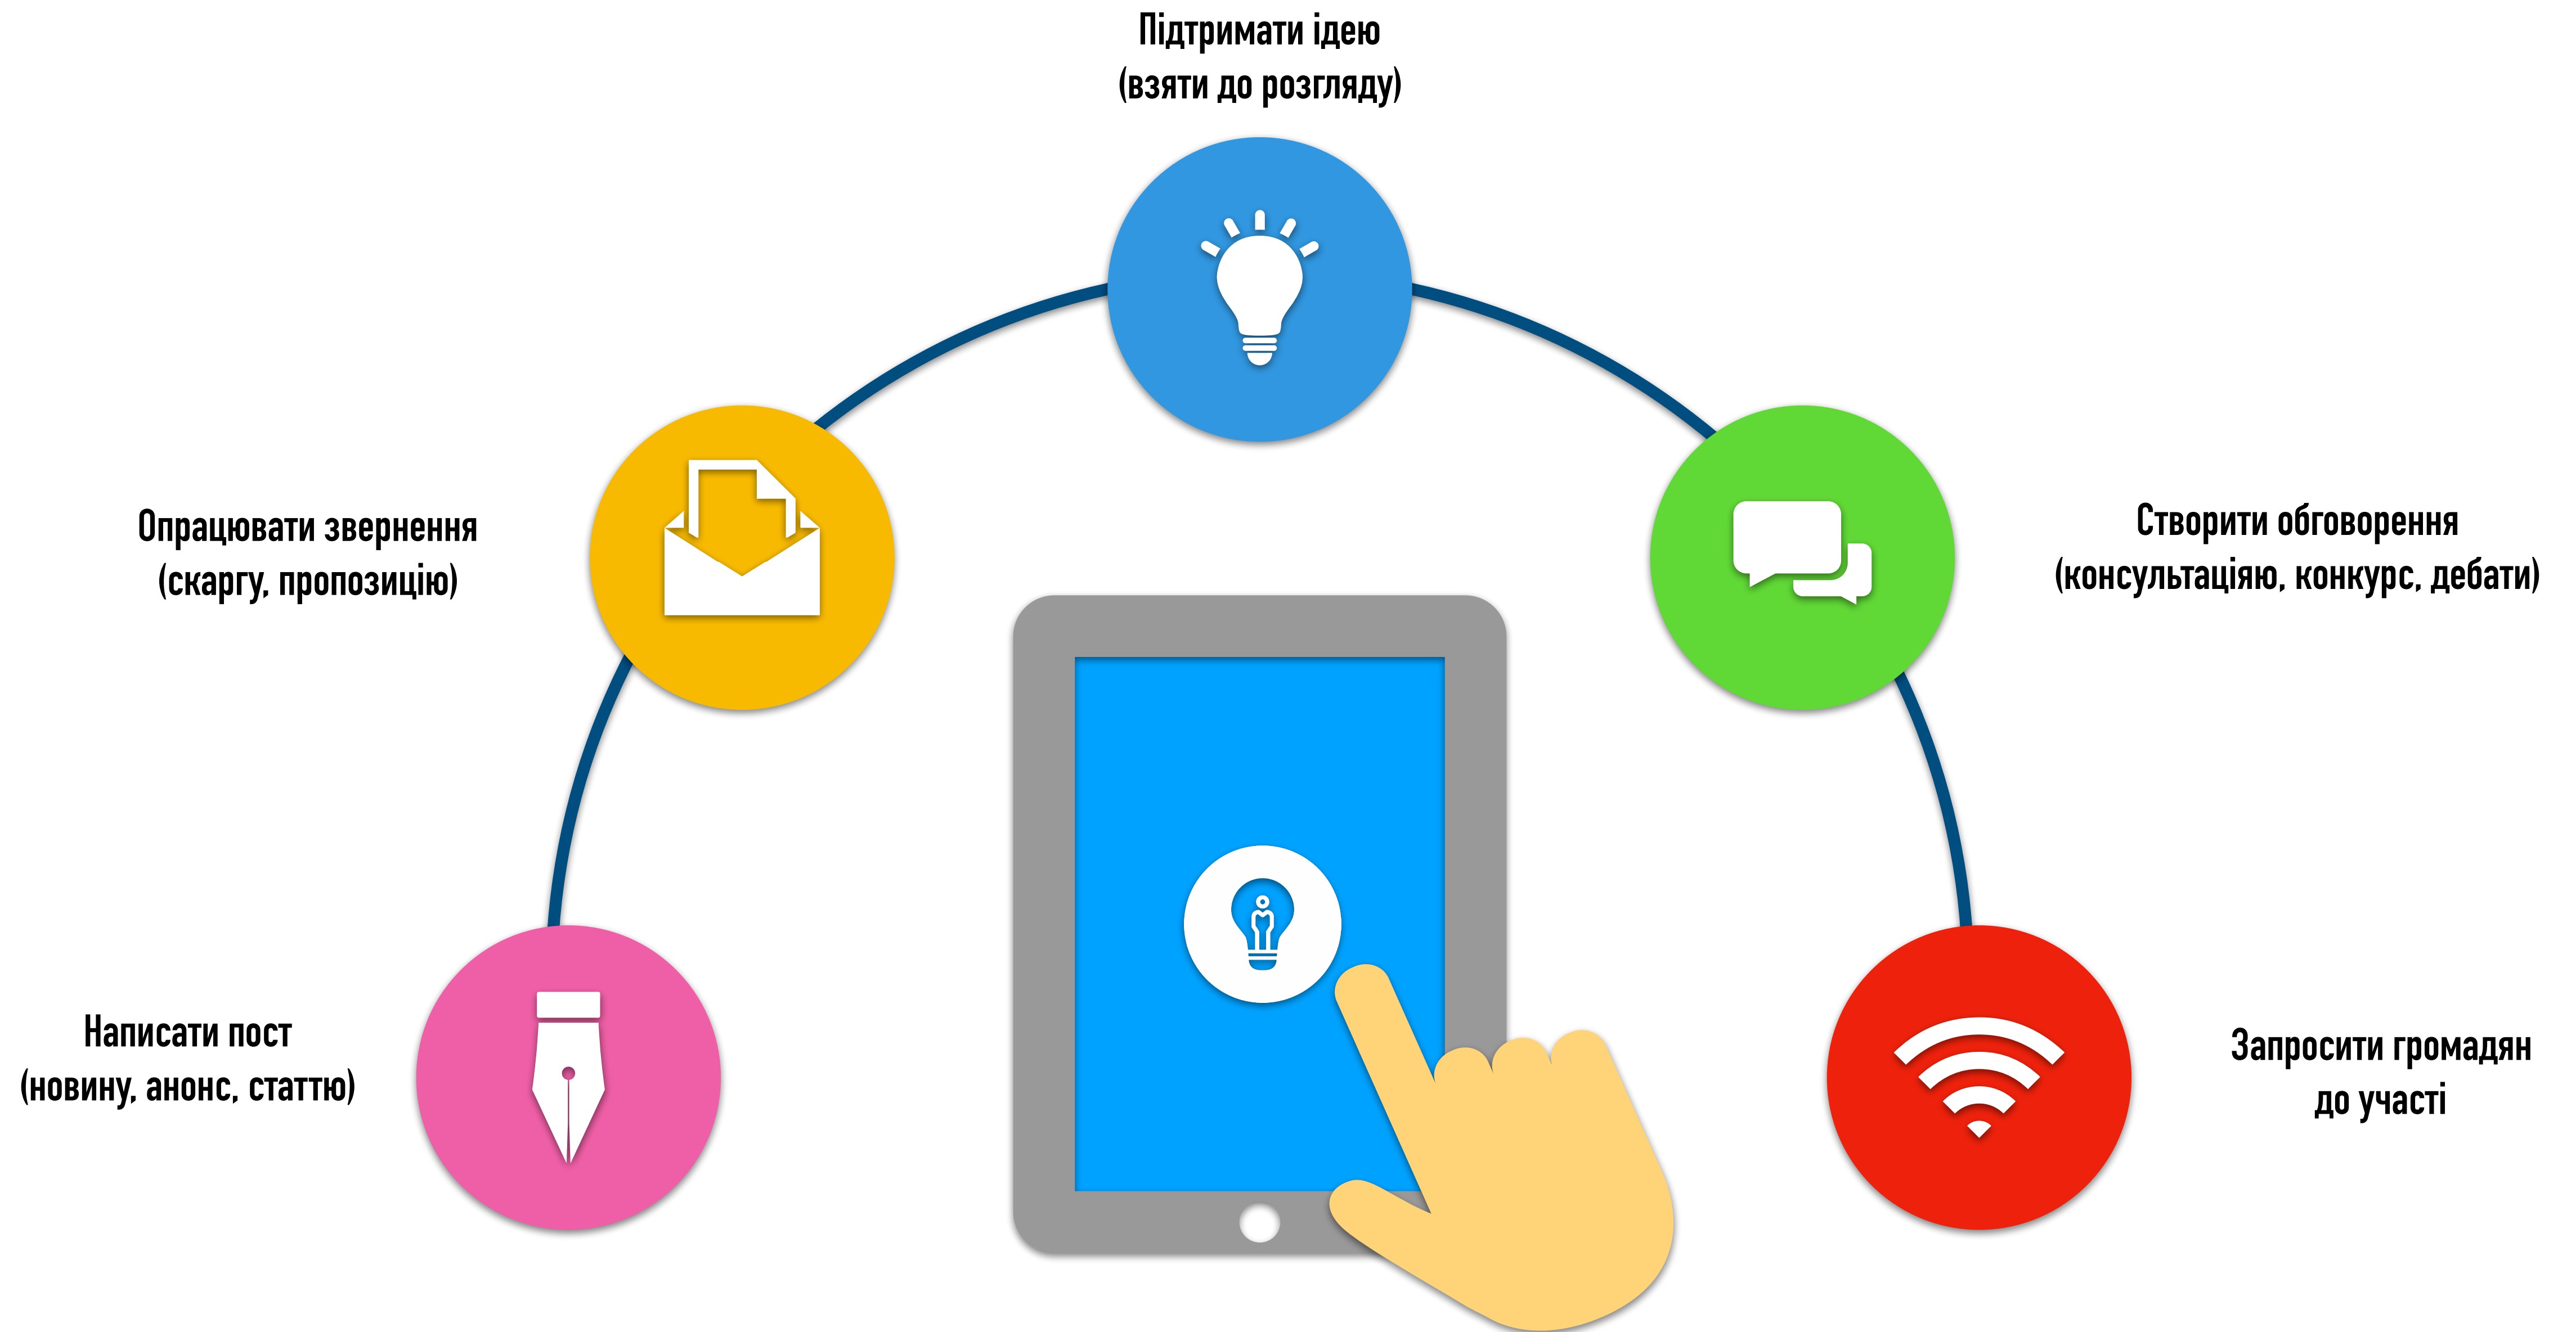 Підтримати ідею
(взяти до розгляду)
Опрацювати звернення
(скаргу, пропозицію)
Створити обговорення
(консультаціяю, конкурс, дебати)
Написати пост
(новину, анонс, статтю)
Запросити громадян
до участі